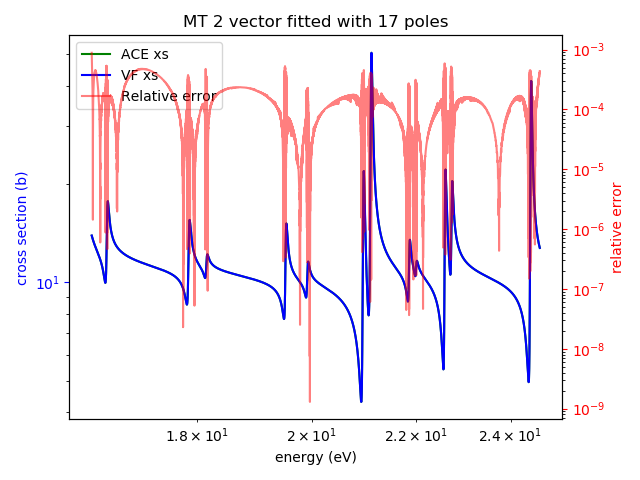 MT 2 vector fitted with 17 poles
ACE xs
VF xs
Relative error
cross section (b)
10¹
10⁻³
10⁻⁴
10⁻⁵
10⁻⁶
10⁻⁷
10⁻⁸
10⁻⁹
relative error
1.8 × 10¹
2 × 10¹
2.2 × 10¹
2.4 × 10¹
energy (eV)